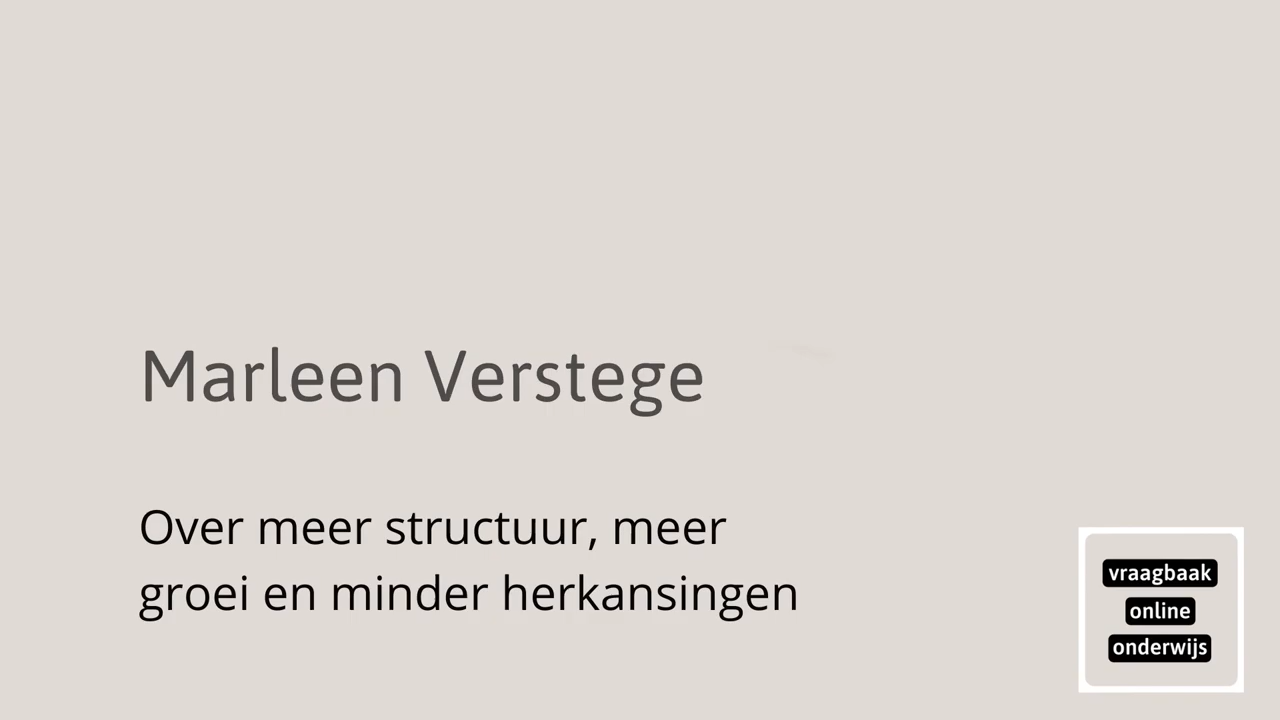 Marleen Verstege
Over meer structuur, meer
groei en minder herkansingen
vraagbaak
online
onderwijs